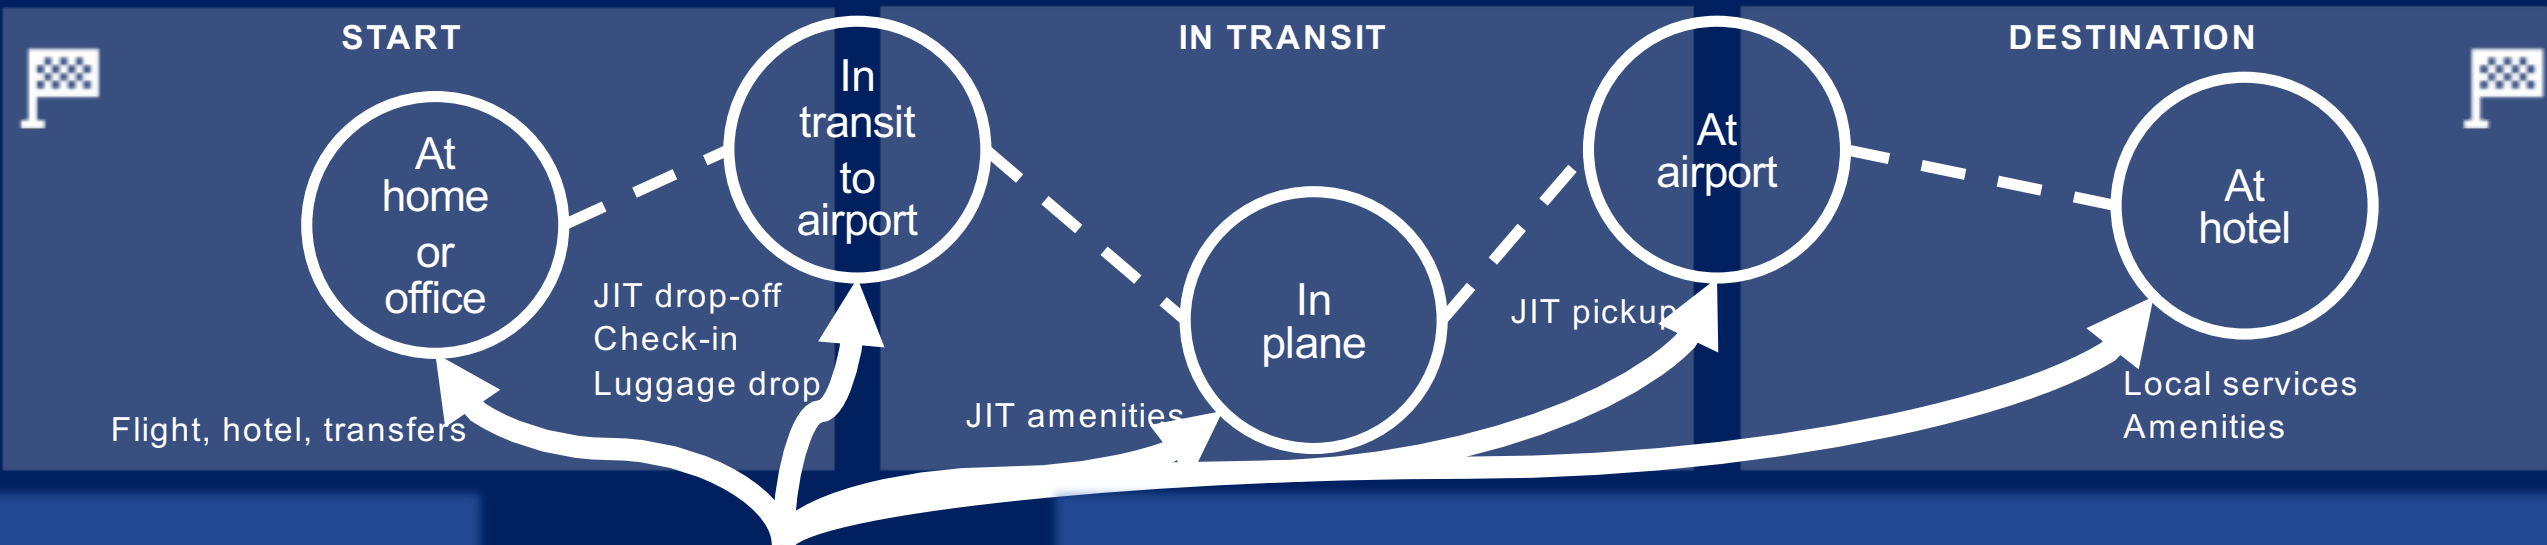 START
IN TRANSIT
DESTINATION
At
home
or
office
In
transit
to
airport
In
plane
At
airport
At
hotel
Flight, hotel, transfers
JIT drop-off
Check-in
Luggage drop
JIT amenities
JIT pickup
Local services
Amenities